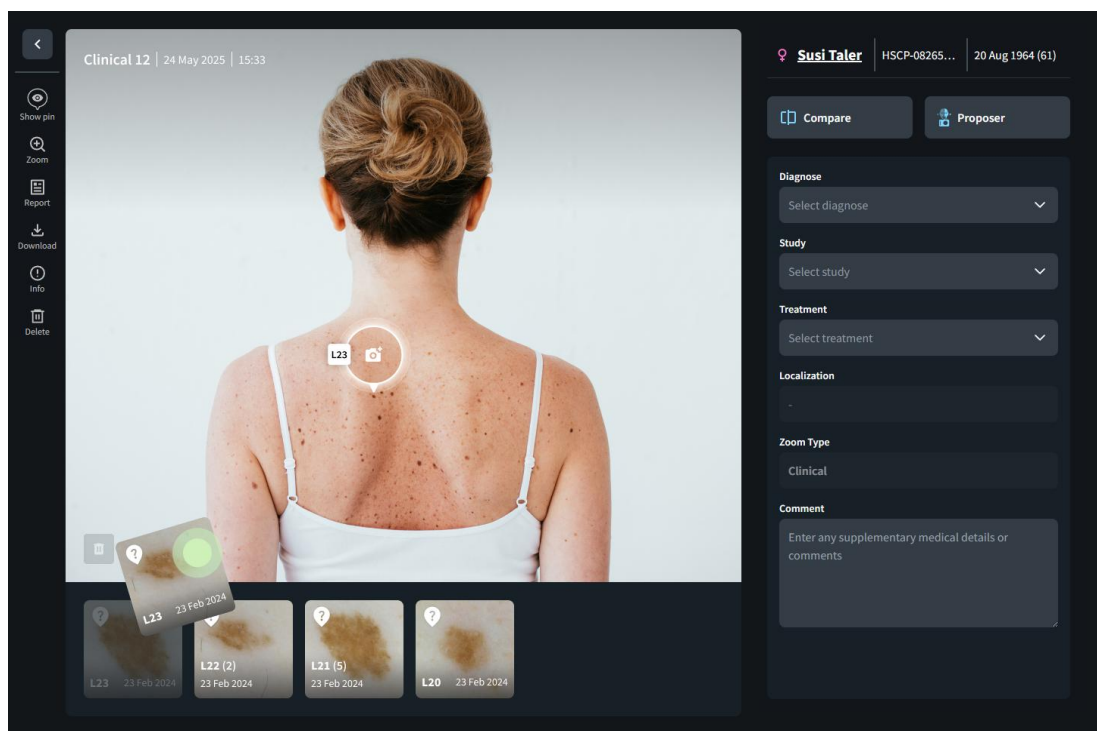 Clinical 12 | 24 May 2025 | 15:33
Susi Taler | HSCP-08265... | 20 Aug 1964 (61)
Show pin
Zoom
Report
Download
Info
Delete
Compare
Proposer
Diagnose
Select diagnose
Study
Select study
Treatment
Select treatment
Localization
-
Zoom Type
Clinical
Comment
Enter any supplementary medical details or
comments
L23
?
L23 23 Feb 2024
?
L23 23 Feb 2024
?
L22 (2)
23 Feb 2024
?
L21 (5)
23 Feb 2024
?
L20 23 Feb 2024